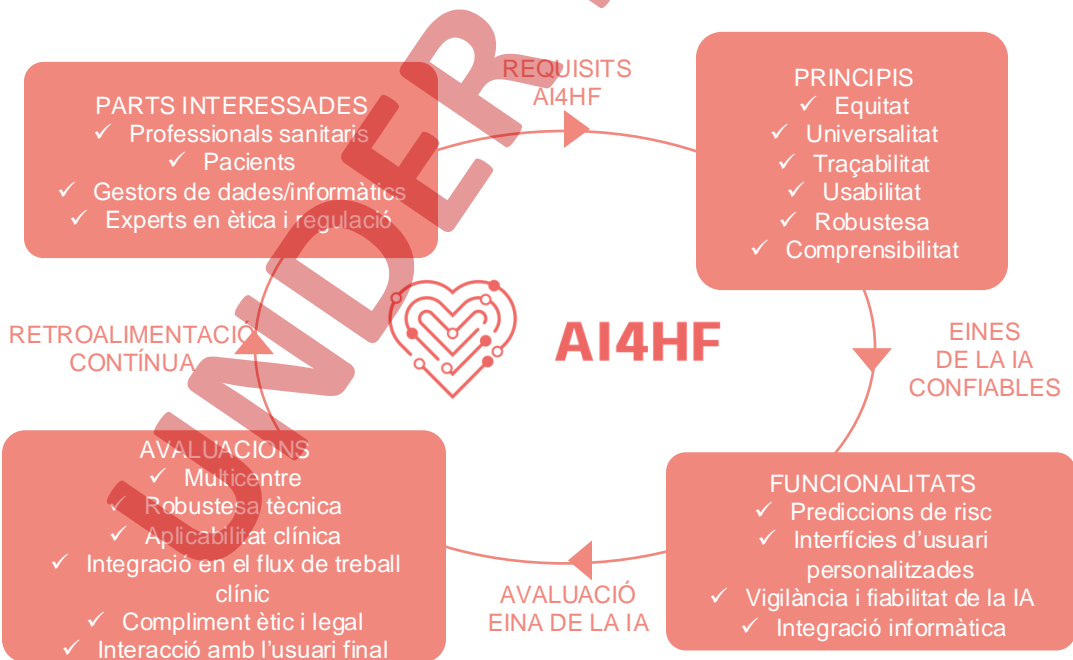 PARTS INTERESSADES
✓ Professionals sanitaris
✓ Pacients
✓ Gestors de dades/informàtics
✓ Experts en ètica i regulació
REQUISITS
AI4HF
PRINCIPIS
✓ Equitat
✓ Universalitat
✓ Traçabilitat
✓ Usabilitat
✓ Robustesa
✓ Comprensibilitat
RETROALIMENTACIÓ
CONTÍNUA
AI4HF
EINES
DE LA IA
CONFIABLES
AVALUACIONS
✓ Multicentre
✓ Robustesa tècnica
✓ Aplicabilitat clínica
✓ Integració en el flux de treball
clínic
✓ Compliment ètic i legal
✓ Interacció amb l'usuari final
AVALUACIÓ
EINA DE LA IA
FUNCIONALITATS
✓ Prediccions de risc
✓ Interfícies d'usuari
personalitzades
✓ Vigilància i fiabilitat de la IA
✓ Integració informàtica
UNDER